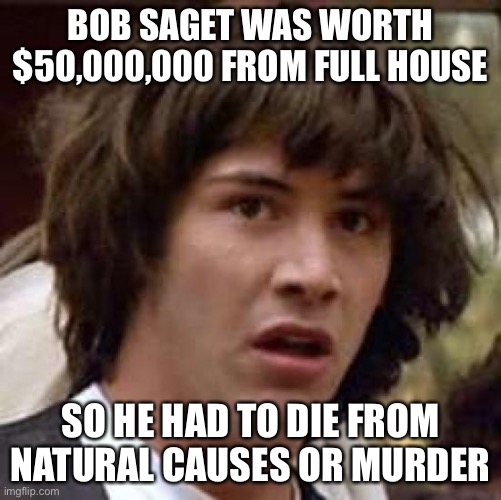 BOB SAGET WAS WORTH
$50,000,000 FROM FULL HOUSE
SO HE HAD TO DIE FROM
NATURAL CAUSES OR MURDER
imgflip.com